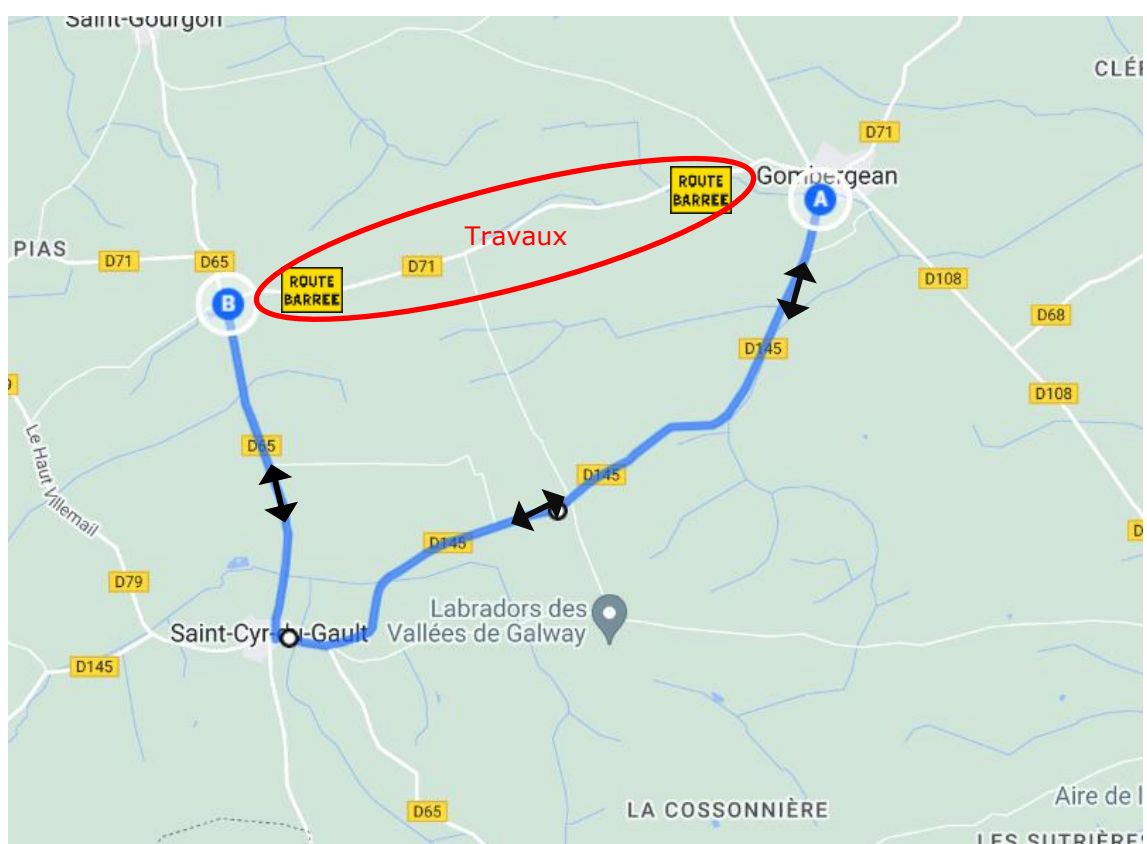 Saint-Gourgon
CLÉF
D71
Gombergean
ROUTE
BARREE
A
Travaux
PIAS
D71
D65
D71
ROUTE
BARREE
B
D108
D68
D145
D108
9
Le Haut Villemail
D65
D145
D145
D
D79
Labradors des
Vallées de Galway
Saint-Cyr-du-Gault
D145
D65
LA COSSONNIÈRE
Aire de l
LES SUTRIÈRES